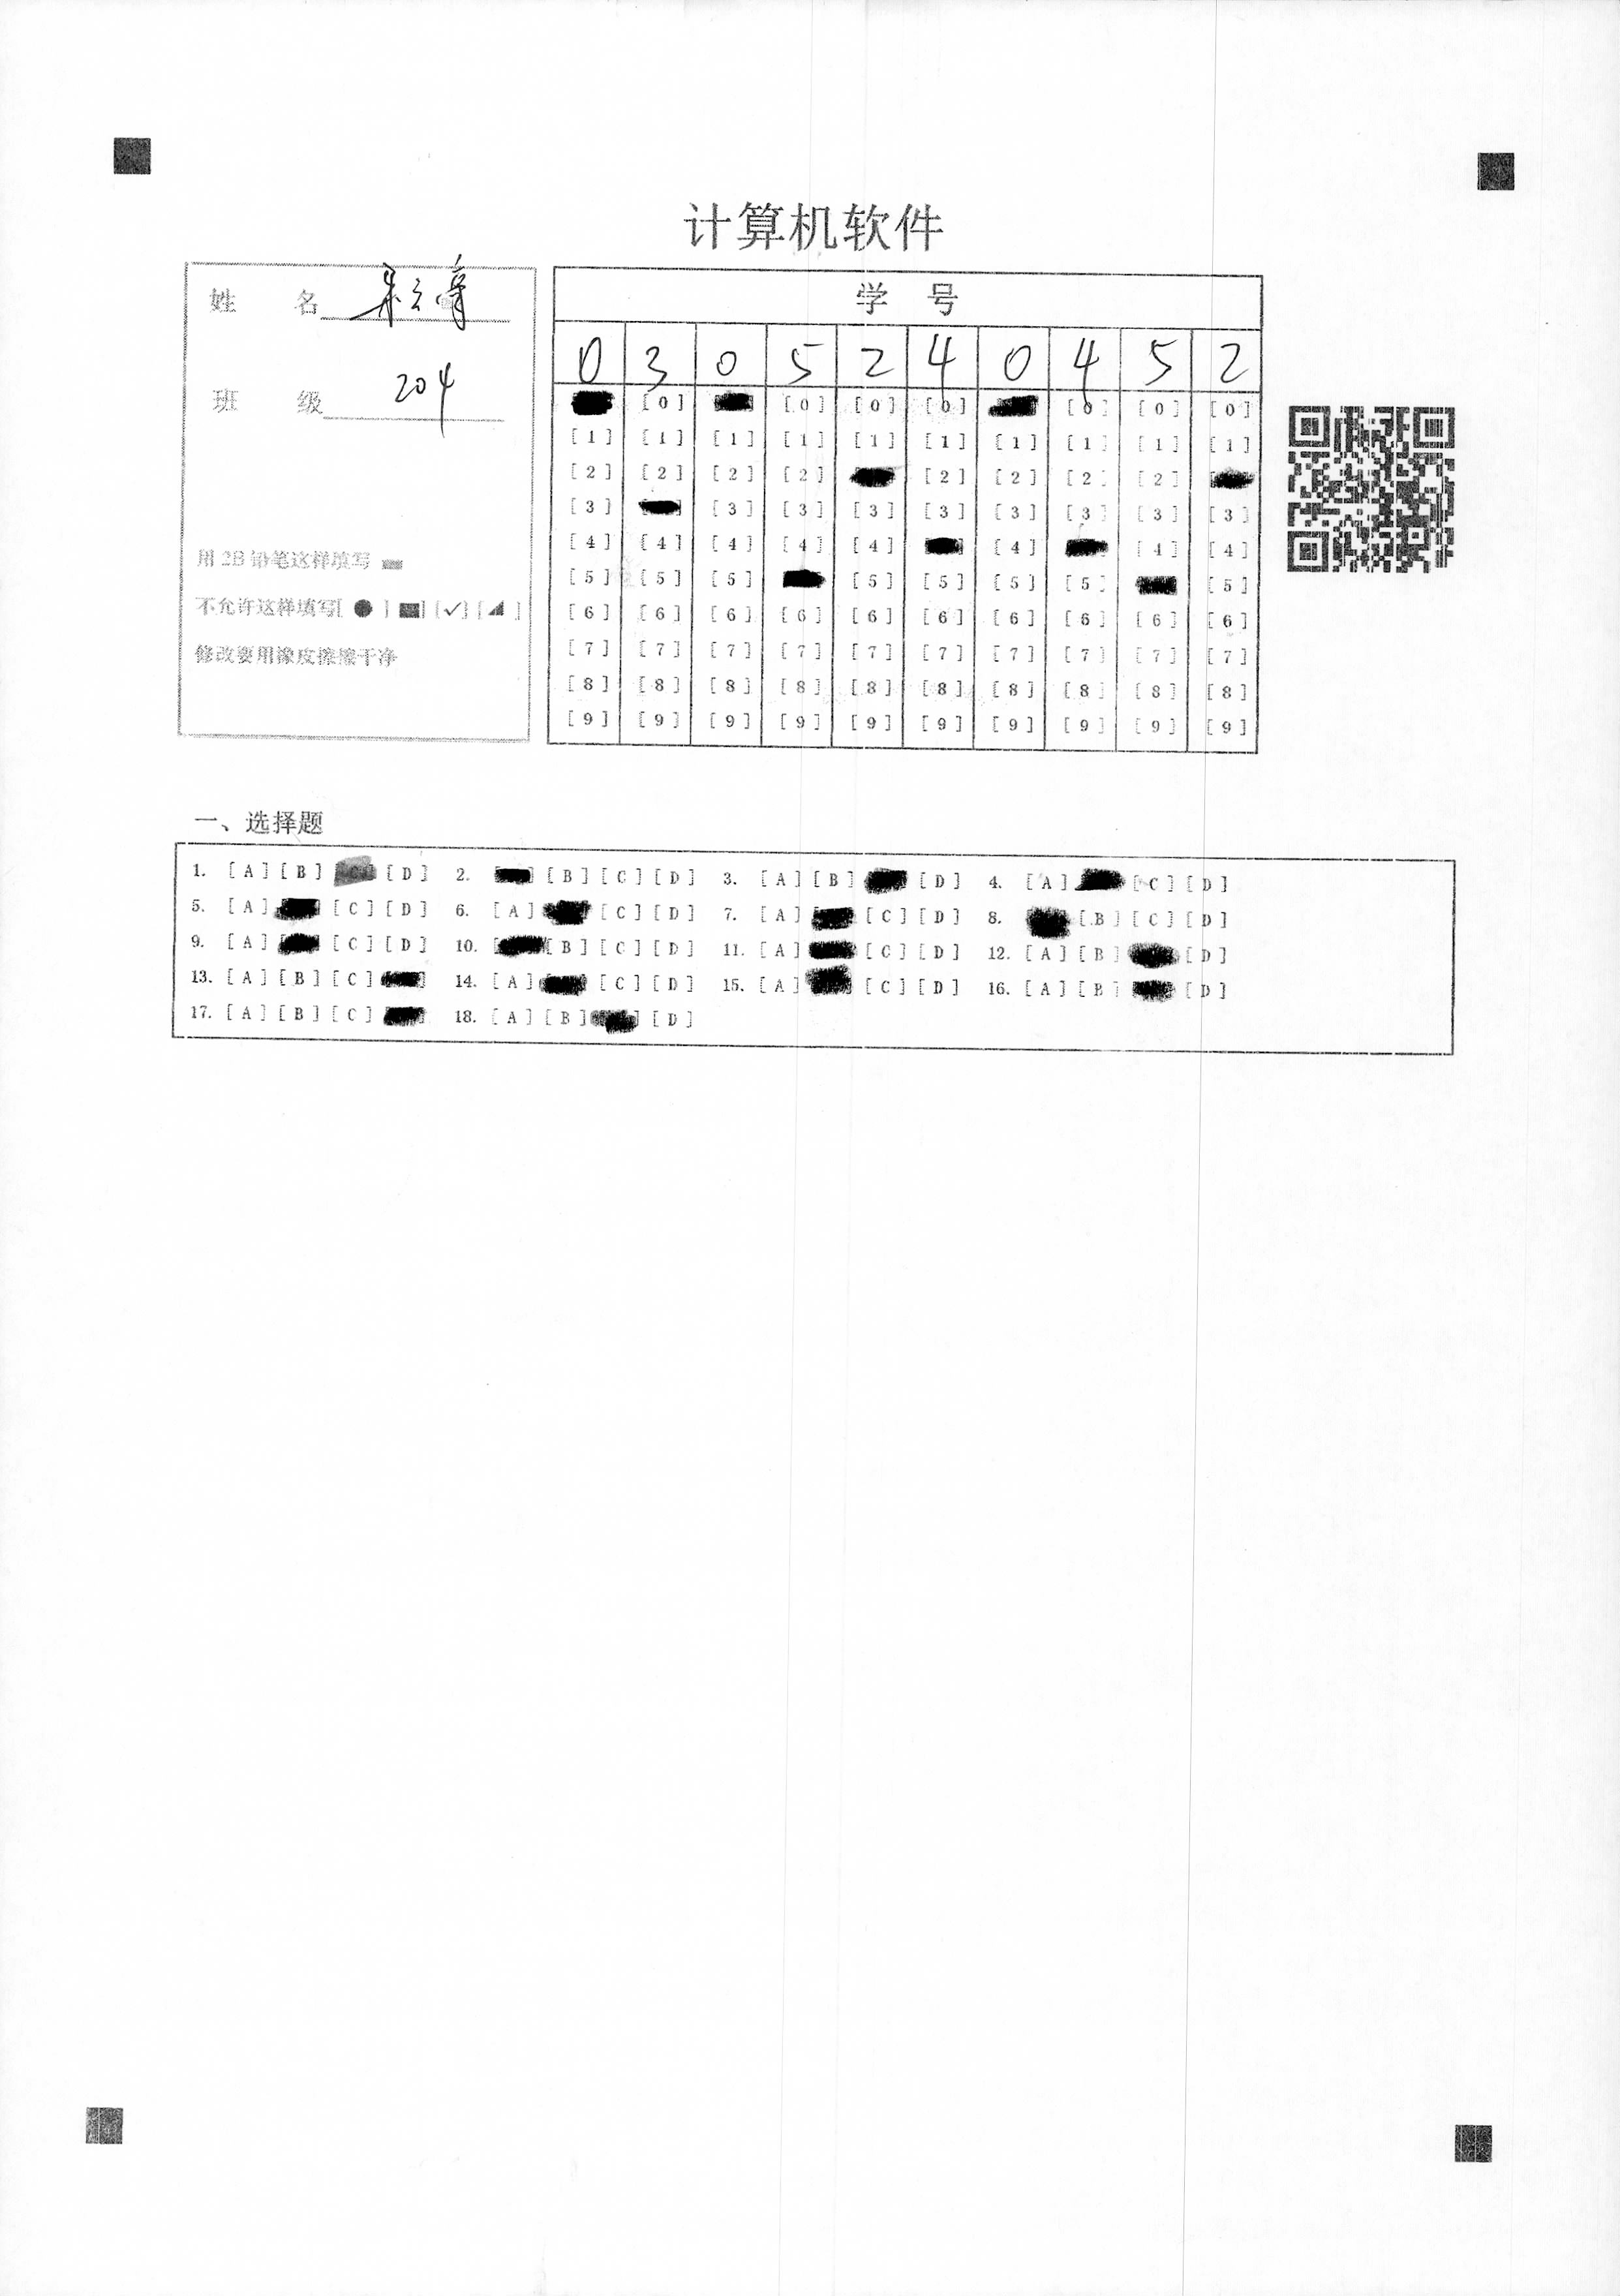 计算机软件
姓 名
班 级 204
用 2B 铅笔这样填写
不允许这样填写[ ● ] [■] [✓] [◢ ]
修改要用橡皮擦擦干净
学 号
0 3 0 5 2 4 0 4 5 2
[0] [0] [0] [0] [0] [0] [0]
[1] [1] [1] [1] [1] [1] [1] [1] [1] [1]
[2] [2] [2] [2] [2] [2] [2] [2]
[3] [3] [3] [3] [3] [3] [3] [3] [3]
[4] [4] [4] [4] [4] [4] [4] [4]
[5] [5] [5] [5] [5] [5] [5] [5]
[6] [6] [6] [6] [6] [6] [6] [6] [6] [6]
[7] [7] [7] [7] [7] [7] [7] [7] [7] [7]
[8] [8] [8] [8] [8] [8] [8] [8] [8] [8]
[9] [9] [9] [9] [9] [9] [9] [9] [9] [9]
一、选择题
1. [A] [B] [C] [D] 2. [B] [C] [D] 3. [A] [B] [D] 4. [A] [C] [D]
5. [A] [C] [D] 6. [A] [C] [D] 7. [A] [C] [D] 8. [B] [C] [D]
9. [A] [C] [D] 10. [B] [C] [D] 11. [A] [C] [D] 12. [A] [B] [D]
13. [A] [B] [C] 14. [A] [C] [D] 15. [A] [C] [D] 16. [A] [B] [D]
17. [A] [B] [C] 18. [A] [B] [D]